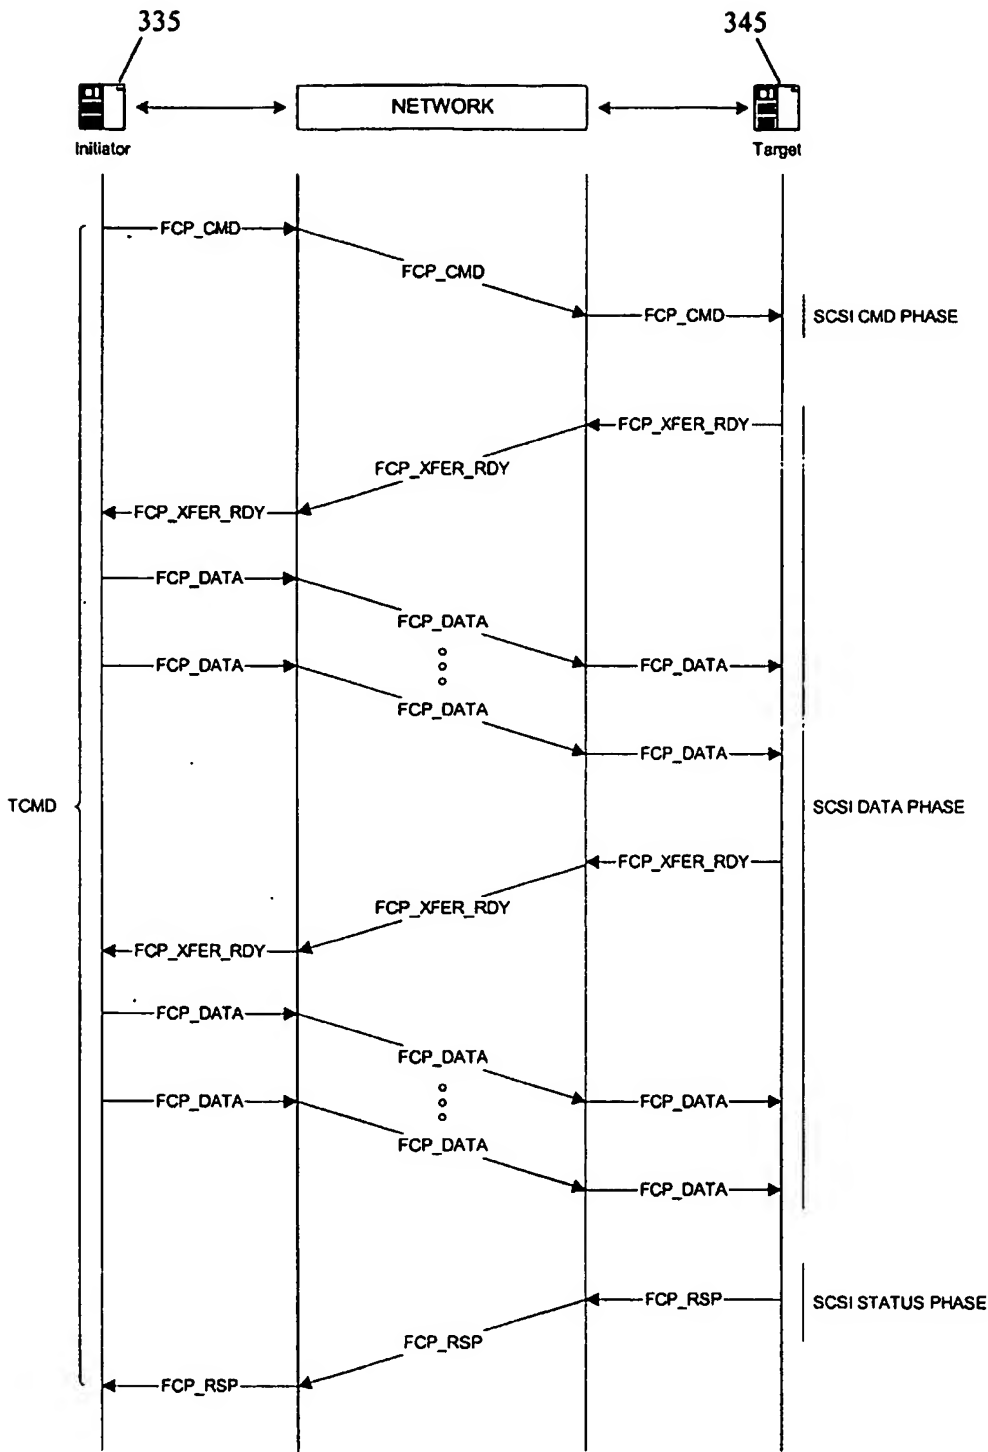 335
345
NETWORK
Initiator
Target
FCP_CMD
FCP_CMD
FCP_CMD
SCSI CMD PHASE
FCP_XFER_RDY
FCP_XFER_RDY
FCP_XFER_RDY
FCP_DATA
FCP_DATA
FCP_DATA
FCP_DATA
FCP_DATA
FCP_DATA
TCMD
SCSI DATA PHASE
FCP_XFER_RDY
FCP_XFER_RDY
FCP_XFER_RDY
FCP_DATA
FCP_DATA
FCP_DATA
FCP_DATA
FCP_DATA
FCP_DATA
FCP_RSP
SCSI STATUS PHASE
FCP_RSP
FCP_RSP